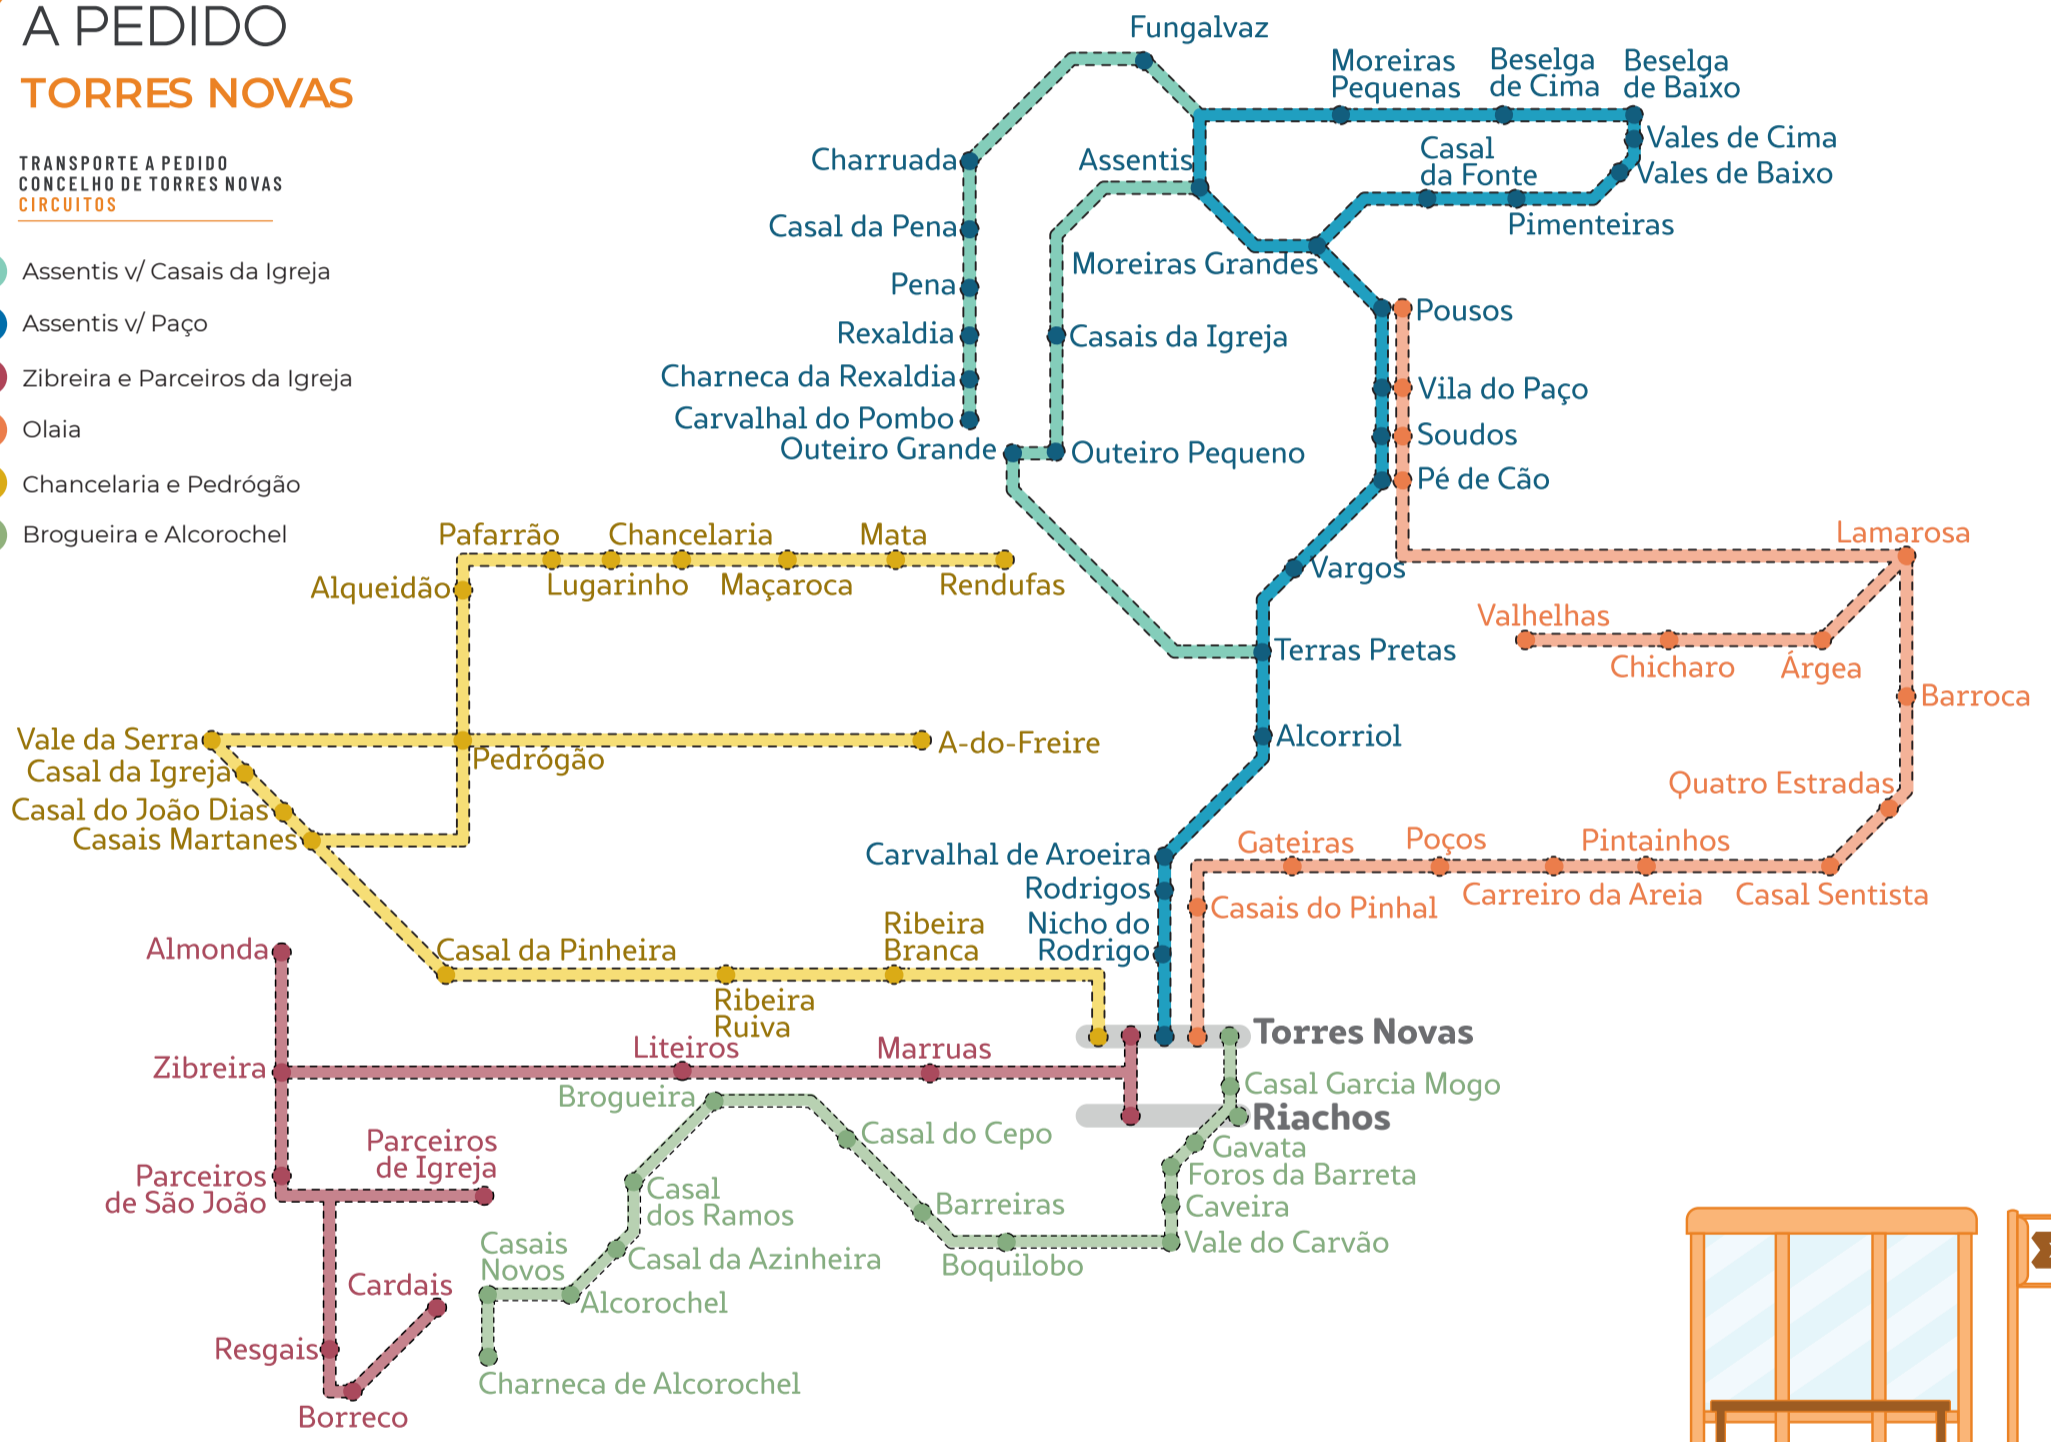 A PEDIDO
TORRES NOVAS
TRANSPORTE A PEDIDO
CONCELHO DE TORRES NOVAS
CIRCUITOS
Assentis v/ Casais da Igreja
Assentis v/ Paço
Zibreira e Parceiros da Igreja
Olaia
Chancelaria e Pedrógão
Brogueira e Alcorochel
Fungalvaz
Moreiras
Pequenas
Beselga
de Cima
Beselga
de Baixo
Vales de Cima
Vales de Baixo
Casal
da Fonte
Pimenteiras
Charruada
Assentis
Casal da Pena
Moreiras Grandes
Pena
Pousos
Rexaldia
Casais da Igreja
Charneca da Rexaldia
Vila do Paço
Carvalhal do Pombo
Soudos
Outeiro Grande
Outeiro Pequeno
Pé de Cão
Pafarrão
Chancelaria
Mata
Alqueidão
Lugarinho
Maçaroca
Rendufas
Vargos
Lamarosa
Valhelhas
Chicharo
Árgea
Terras Pretas
Barroca
Vale da Serra
Pedrógão
A-do-Freire
Alcorriol
Casal da Igreja
Casal do João Dias
Casais Martanes
Quatro Estradas
Carvalhal de Aroeira
Gateiras
Poços
Pintainhos
Rodrigos
Casais do Pinhal
Carreiro da Areia
Casal Sentista
Nicho do
Rodrigo
Almonda
Casal da Pinheira
Ribeira
Branca
Ribeira
Ruiva
Torres Novas
Zibreira
Liteiros
Marruas
Brogueira
Casal Garcia Mogo
Riachos
Casal do Cepo
Gavata
Parceiros
de Igreja
Foros da Barreta
Parceiros
de São João
Casal
dos Ramos
Barreiras
Caveira
Casais
Novos
Casal da Azinheira
Boquilobo
Vale do Carvão
Cardais
Alcorochel
Resgais
Charneca de Alcorochel
Borreco